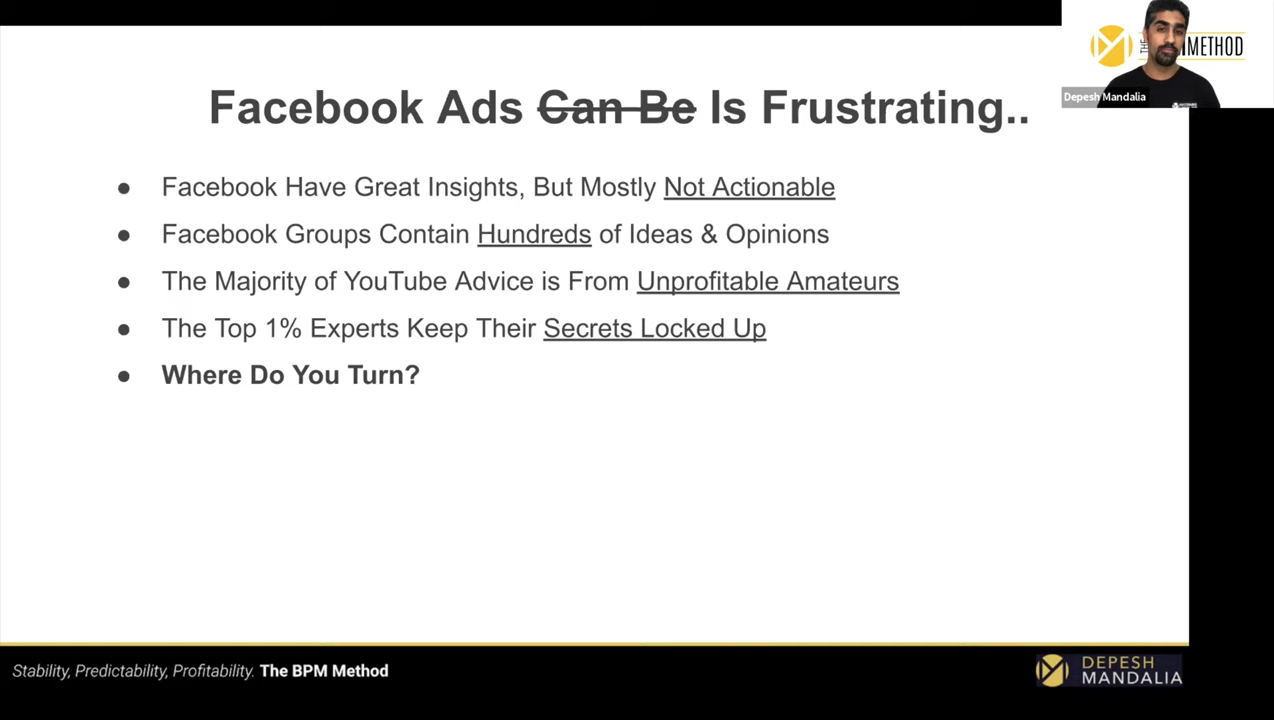 THE METHOD
Depesh Mandalia
Facebook Ads Can Be Is Frustrating..
● Facebook Have Great Insights, But Mostly Not Actionable
● Facebook Groups Contain Hundreds of Ideas & Opinions
● The Majority of YouTube Advice is From Unprofitable Amateurs
● The Top 1% Experts Keep Their Secrets Locked Up
● Where Do You Turn?
Stability, Predictability, Profitability. The BPM Method
DEPESH
MANDALIA